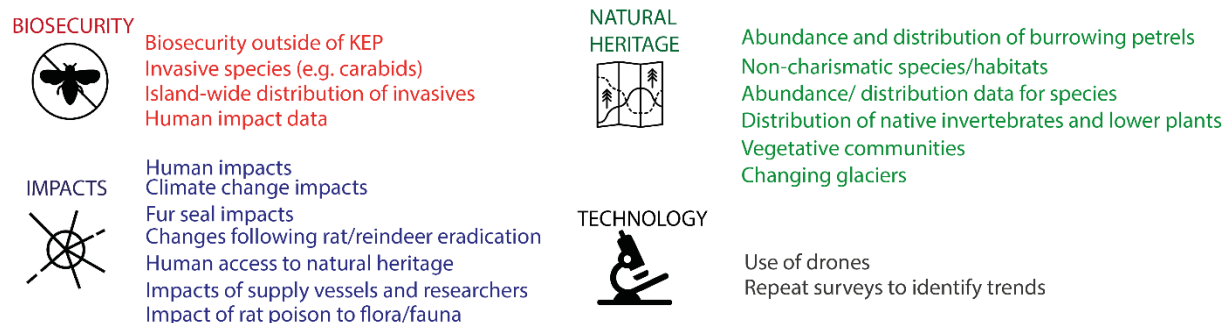 BIOSECURITY
Biosecurity outside of KEP
Invasive species (e.g. carabids)
Island-wide distribution of invasives
Human impact data
IMPACTS
Human impacts
Climate change impacts
Fur seal impacts
Changes following rat/reindeer eradication
Human access to natural heritage
Impacts of supply vessels and researchers
Impact of rat poison to flora/fauna
NATURAL
HERITAGE
Abundance and distribution of burrowing petrels
Non-charismatic species/habitats
Abundance/ distribution data for species
Distribution of native invertebrates and lower plants
Vegetative communities
Changing glaciers
TECHNOLOGY
Use of drones
Repeat surveys to identify trends